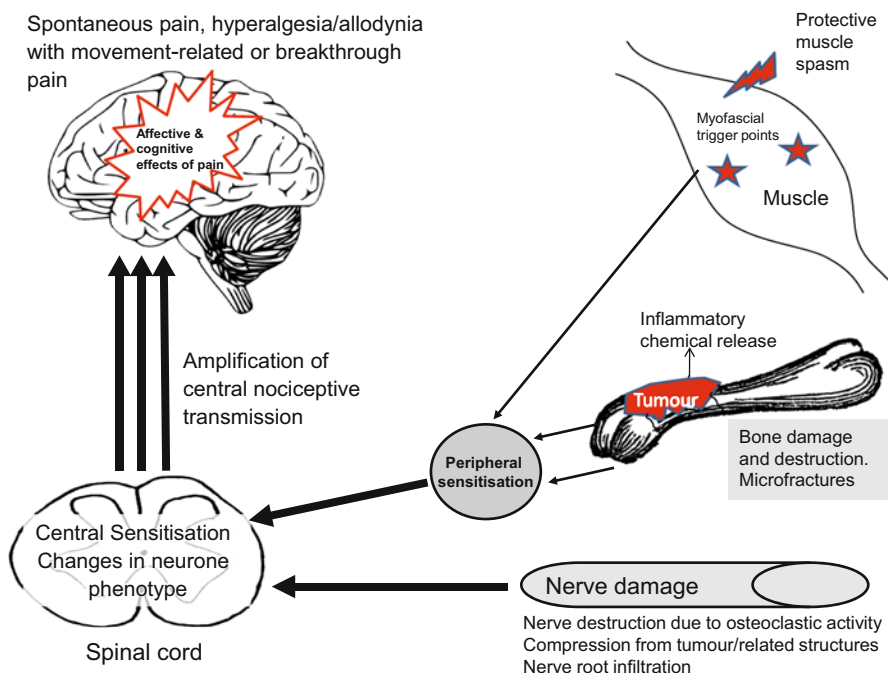 Spontaneous pain, hyperalgesia/allodynia
with movement-related or breakthrough
pain
Affective &
cognitive
effects of pain
Protective
muscle
spasm
Myofascial
trigger points
Muscle
Amplification of
central nociceptive
transmission
Inflammatory
chemical release
Tumour
Bone damage
and destruction.
Microfractures
Peripheral
sensitisation
Central Sensitisation
Changes in neurone
phenotype
Spinal cord
Nerve damage
Nerve destruction due to osteoclastic activity
Compression from tumour/related structures
Nerve root infiltration